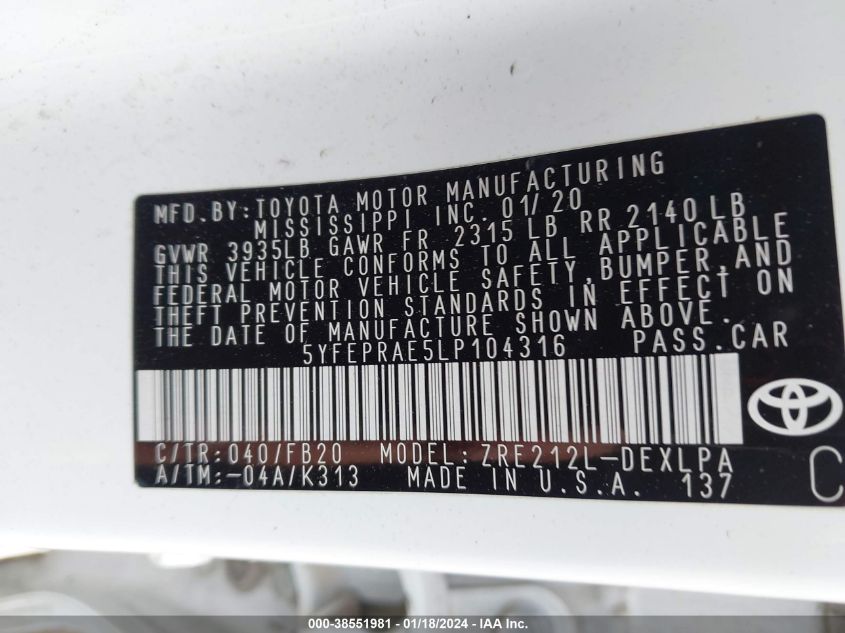 MFD. BY: TOYOTA MOTOR MANUFACTURING
MISSISSIPPI INC. 01/20
GVWR 3935LB GAWR FR 2315 LB RR 2140 LB
THIS VEHICLE CONFORMS TO ALL APPLICABLE
FEDERAL MOTOR VEHICLE SAFETY, BUMPER, AND
THEFT PREVENTION STANDARDS IN EFFECT ON
THE DATE OF MANUFACTURE SHOWN ABOVE.
5YFEPRAE5LP104316 PASS. CAR
C/TR: 040/FB20 MODEL: ZRE212L-DEXLPA
A/TM: -04A/K313 MADE IN U.S.A. 137
C
000-38551981 - 01/18/2024 - IAA Inc.